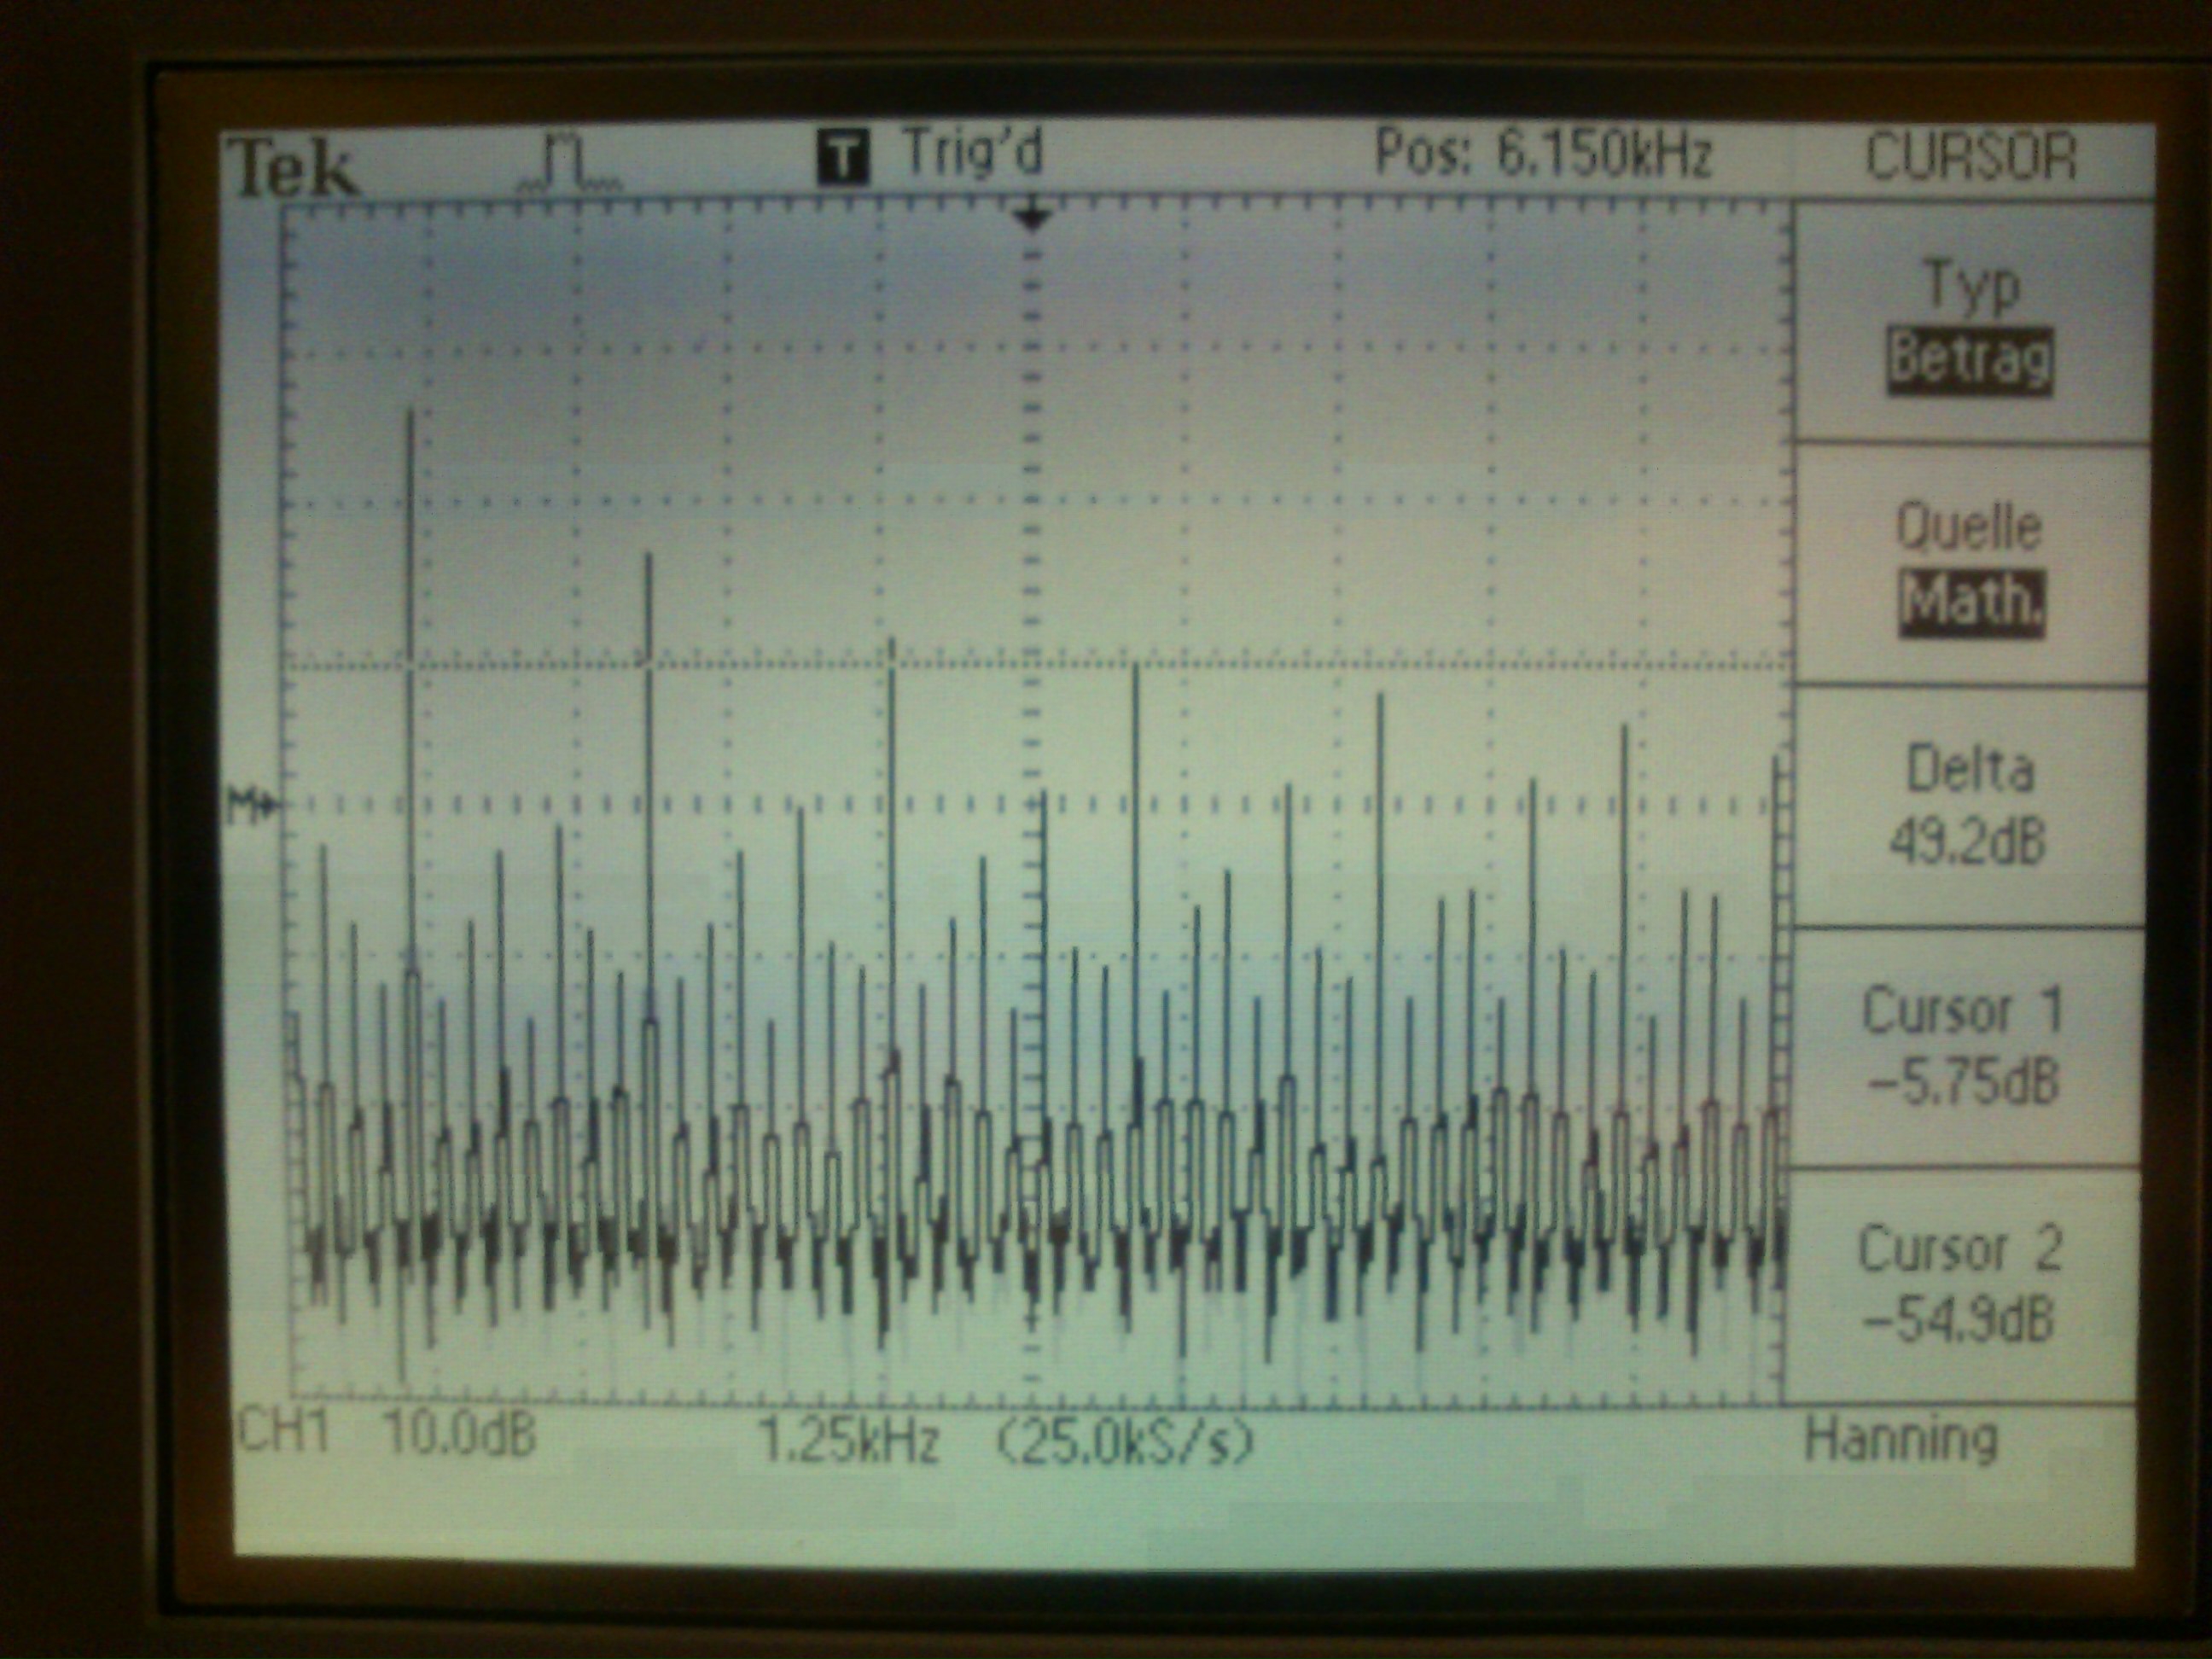 Tek T Trig'd Pos: 6.150kHz CURSOR
Typ
Betrag
Quelle
Math.
M
Delta
49.2dB
Cursor 1
-5.75dB
Cursor 2
-54.9dB
CH1 10.0dB 1.25kHz (25.0kS/s) Hanning